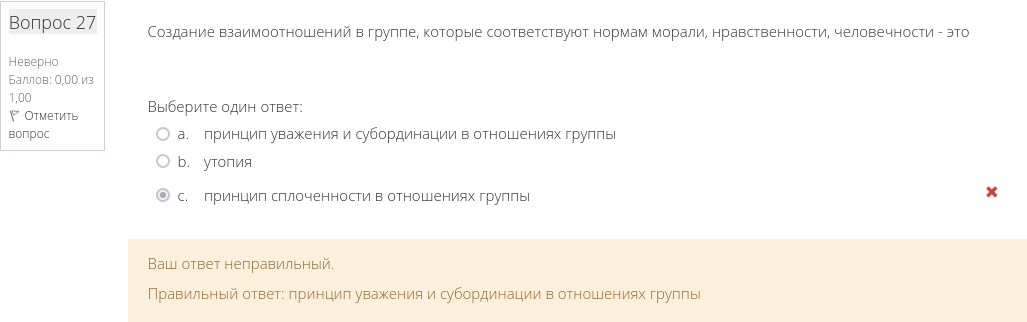 Вопрос 27
Неверно
Баллов: 0,00 из
1,00
Отметить
вопрос
Создание взаимоотношений в группе, которые соответствуют нормам морали, нравственности, человечности - это
Выберите один ответ:
a. принцип уважения и субординации в отношениях группы
b. утопия
c. принцип сплоченности в отношениях группы
Ваш ответ неправильный.
Правильный ответ: принцип уважения и субординации в отношениях группы